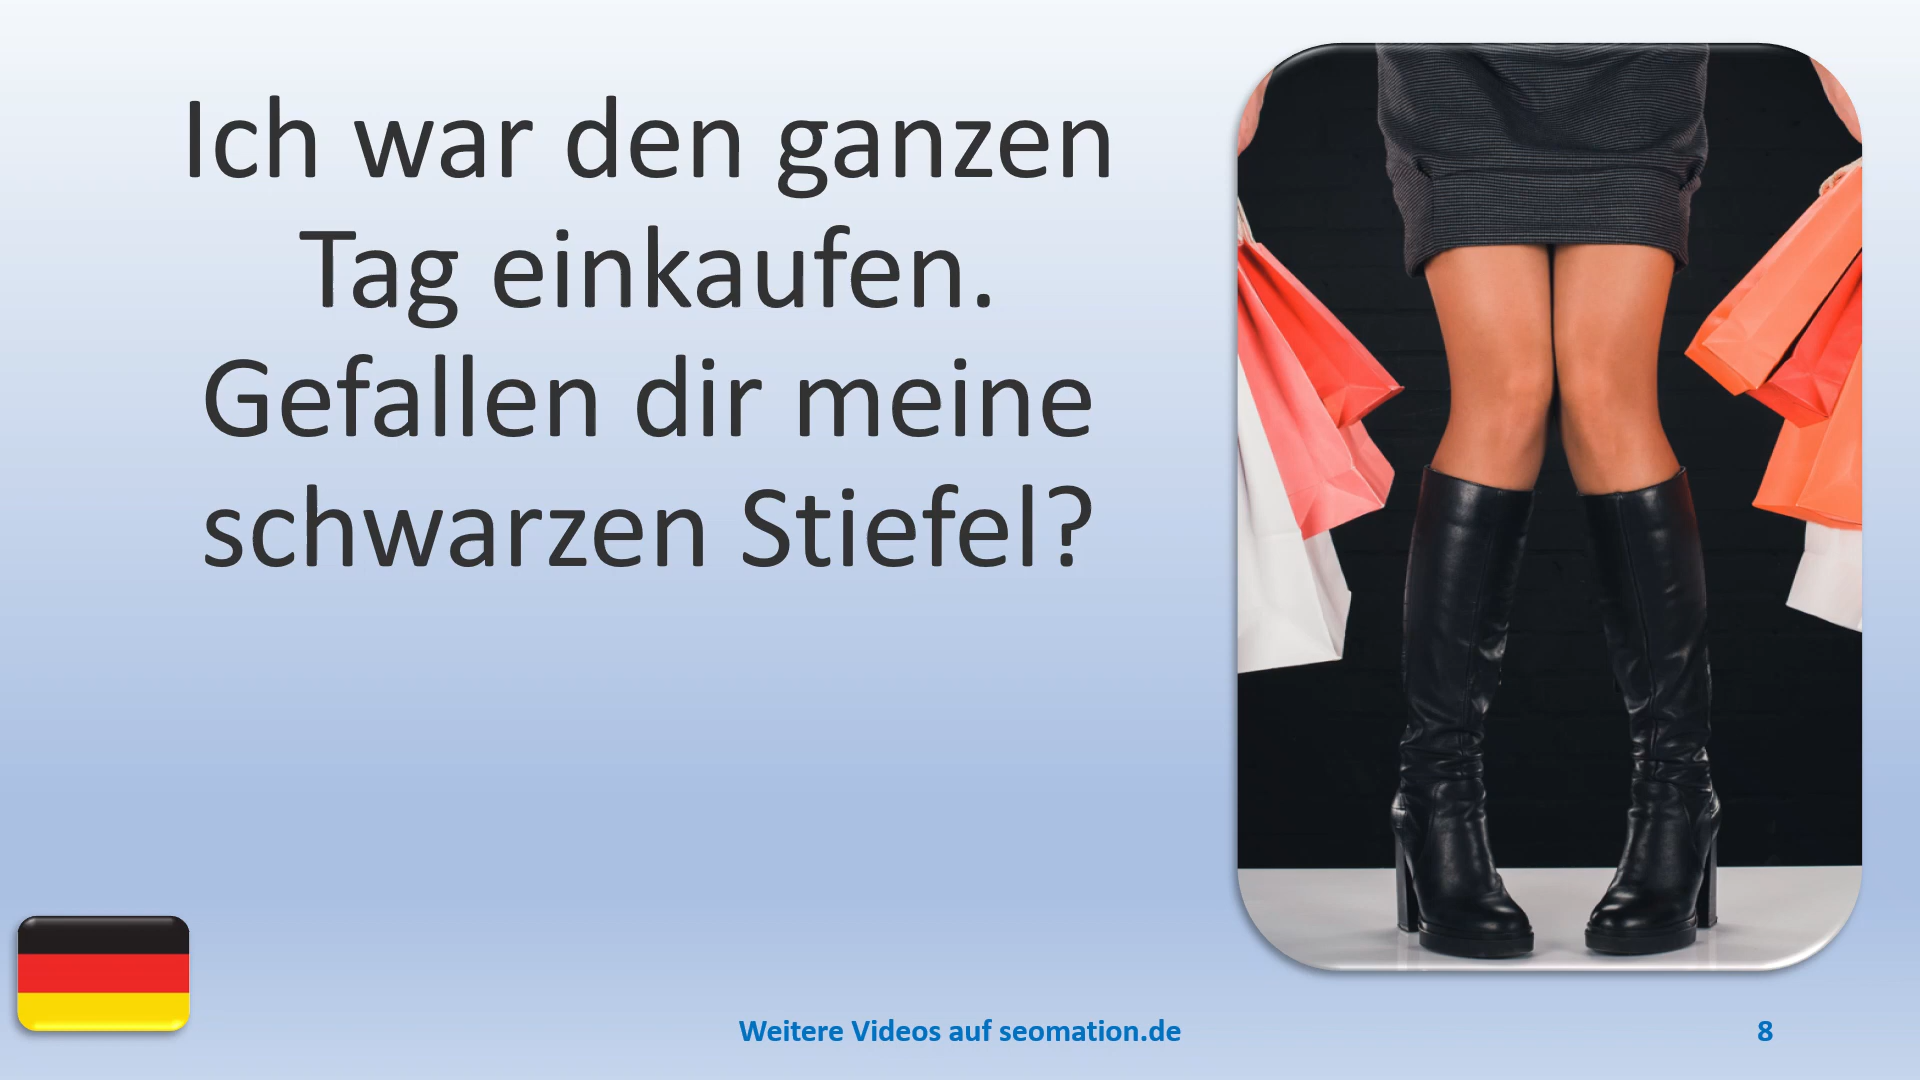 Ich war den ganzen
Tag einkaufen.
Gefallen dir meine
schwarzen Stiefel?
Weitere Videos auf seomation.de
8